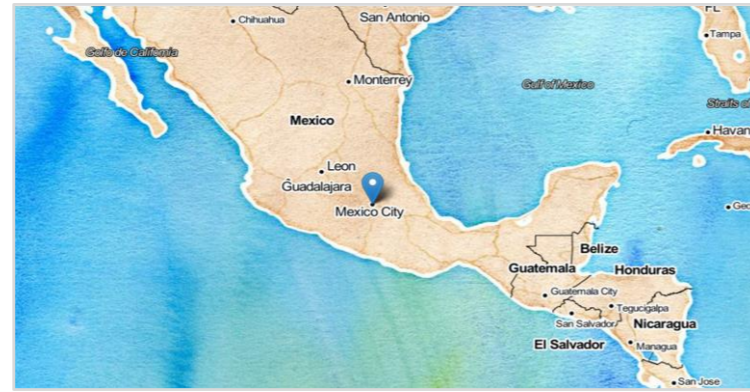 FL
San Antonio
Chihuahua
Tampa
Golfo de California
Monterrey
Gulf of Mexico
Straits of
Mexico
Havan
Leon
Guadalajara
Mexico City
Geo
Belize
Guatemala
Honduras
Guatemala City
Tegucigalpa
San Salvador
Nicaragua
El Salvador
Managua
San Jose